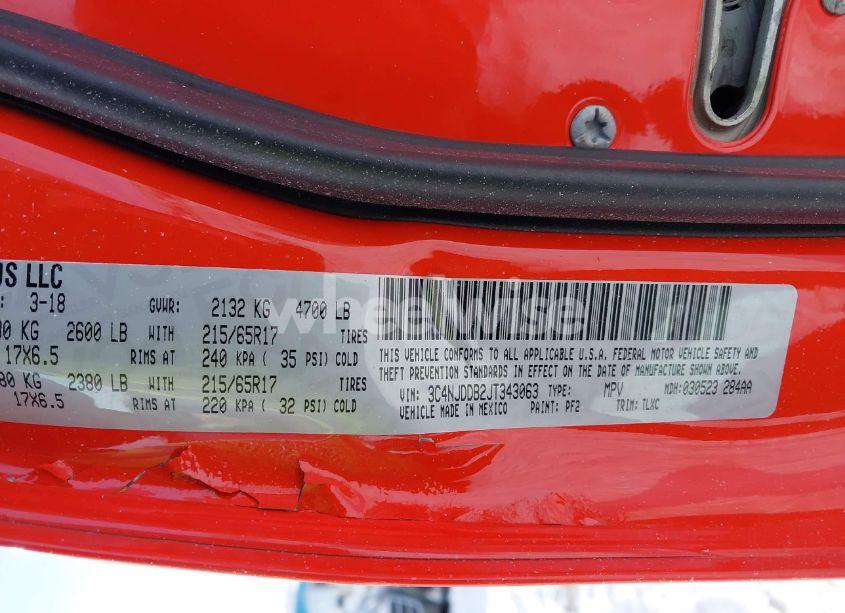 US LLC
: 3-18 GVWR: 2132 KG 4700 LB
KG 2600 LB WITH 215/65R17 TIRES
17X6.5 RIMS AT 240 KPA ( 35 PSI) COLD
80 KG 2380 LB WITH 215/65R17 TIRES
17X6.5 RIMS AT 220 KPA ( 32 PSI) COLD
wheelwise
THIS VEHICLE CONFORMS TO ALL APPLICABLE U.S.A. FEDERAL MOTOR VEHICLE SAFETY AND
THEFT PREVENTION STANDARDS IN EFFECT ON THE DATE OF MANUFACTURE SHOWN ABOVE.
VIN: 3C4NJDDB2JT343063 TYPE: MPV MDH: 030523 284AA
VEHICLE MADE IN MEXICO PAINT: PF2 TRIM: TLXC